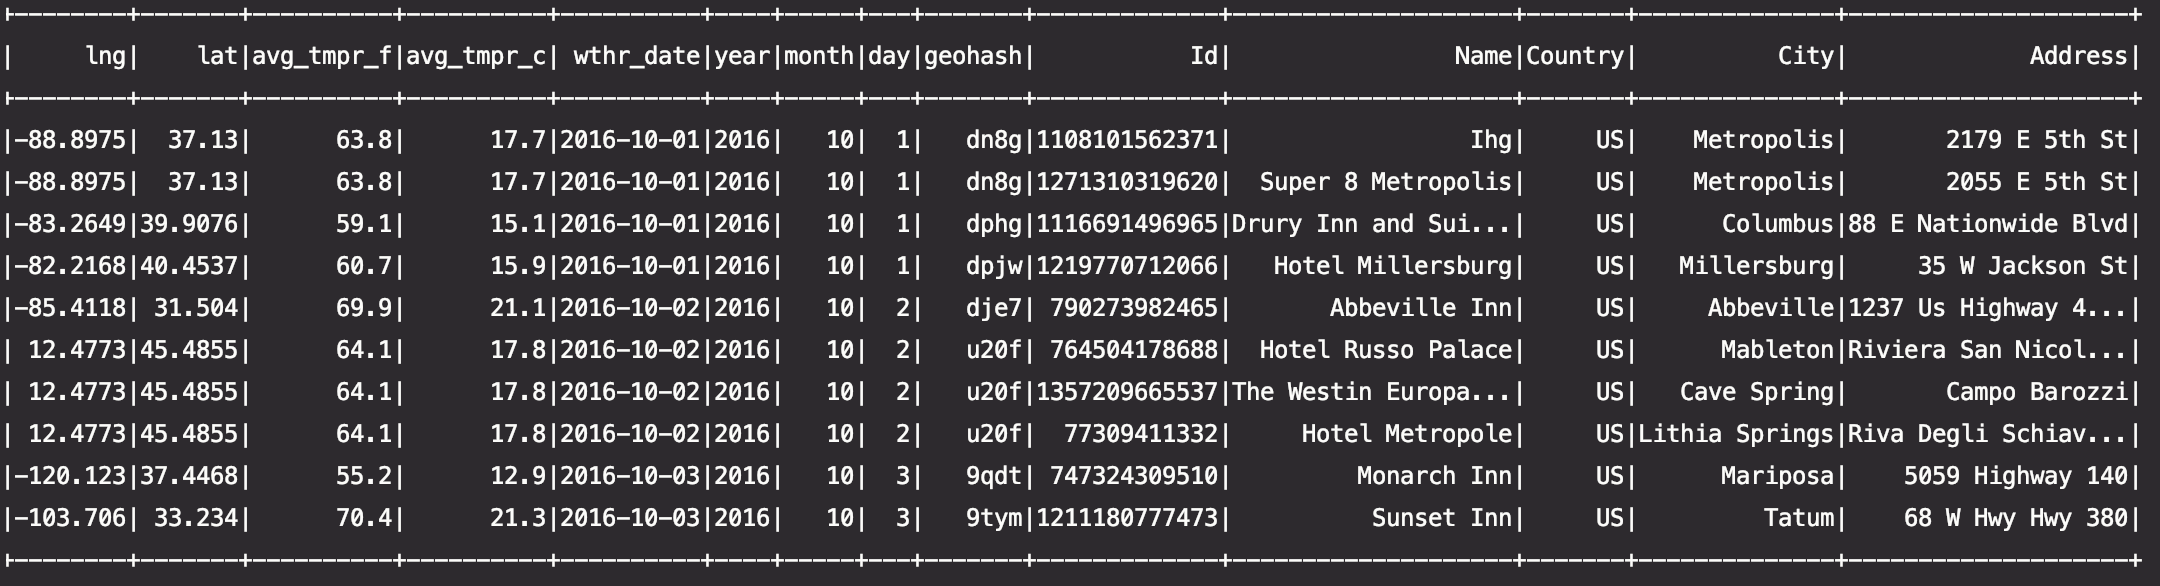 +--------+-------+----------+----------+----------+----+-----+---+-------+-------------+--------------------+-------+--------------+--------------------+
|     lng|    lat|avg_tmpr_f|avg_tmpr_c| wthr_date|year|month|day|geohash|           Id|                Name|Country|          City|             Address|
+--------+-------+----------+----------+----------+----+-----+---+-------+-------------+--------------------+-------+--------------+--------------------+
|-88.8975|  37.13|      63.8|      17.7|2016-10-01|2016|   10|  1|   dn8g|1108101562371|                 Ihg|     US|    Metropolis|       2179 E 5th St|
|-88.8975|  37.13|      63.8|      17.7|2016-10-01|2016|   10|  1|   dn8g|1271310319620|  Super 8 Metropolis|     US|    Metropolis|       2055 E 5th St|
|-83.2649|39.9076|      59.1|      15.1|2016-10-01|2016|   10|  1|   dphg|1116691496965|Drury Inn and Sui...|     US|      Columbus|88 E Nationwide Blvd|
|-82.2168|40.4537|      60.7|      15.9|2016-10-01|2016|   10|  1|   dpjw|1219770712066|   Hotel Millersburg|     US|   Millersburg|     35 W Jackson St|
|-85.4118| 31.504|      69.9|      21.1|2016-10-02|2016|   10|  2|   dje7| 790273982465|       Abbeville Inn|     US|     Abbeville|1237 Us Highway 4...|
| 12.4773|45.4855|      64.1|      17.8|2016-10-02|2016|   10|  2|   u20f| 764504178688|  Hotel Russo Palace|     US|      Mableton|Riviera San Nicol...|
| 12.4773|45.4855|      64.1|      17.8|2016-10-02|2016|   10|  2|   u20f|1357209665537|The Westin Europa...|     US|   Cave Spring|       Campo Barozzi|
| 12.4773|45.4855|      64.1|      17.8|2016-10-02|2016|   10|  2|   u20f|  77309411332|     Hotel Metropole|     US|Lithia Springs|Riva Degli Schiav...|
|-120.123|37.4468|      55.2|      12.9|2016-10-03|2016|   10|  3|   9qdt| 747324309510|         Monarch Inn|     US|      Mariposa|    5059 Highway 140|
|-103.706| 33.234|      70.4|      21.3|2016-10-03|2016|   10|  3|   9tym|1211180777473|          Sunset Inn|     US|         Tatum|    68 W Hwy Hwy 380|
+--------+-------+----------+----------+----------+----+-----+---+-------+-------------+--------------------+-------+--------------+--------------------+